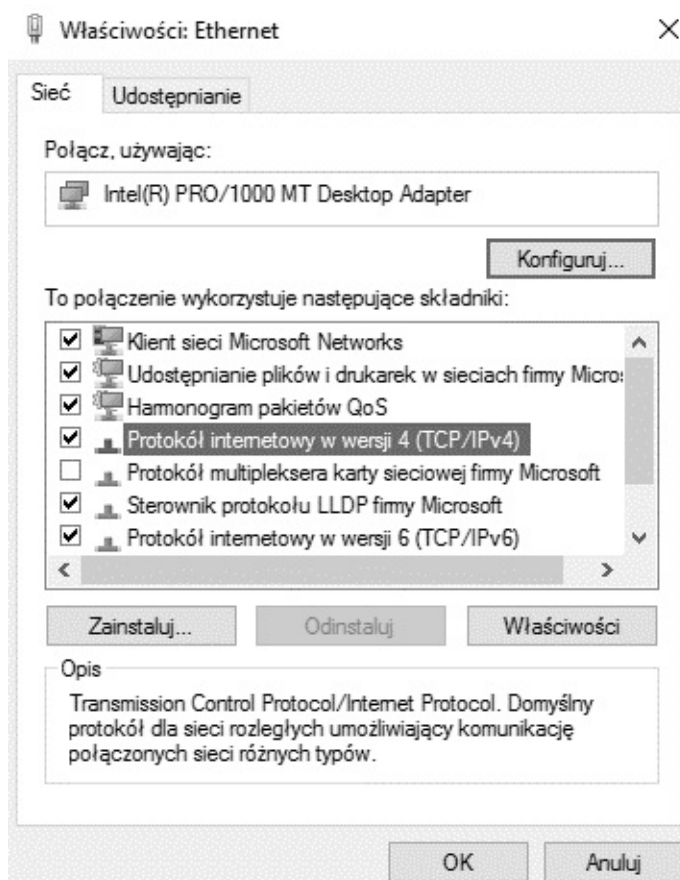 Właściwości: Ethernet
Sieć
Udostępnianie
Połącz, używając:
Intel(R) PRO/1000 MT Desktop Adapter
Konfiguruj...
To połączenie wykorzystuje następujące składniki:
Klient sieci Microsoft Networks
Udostępnianie plików i drukarek w sieciach firmy Micros
Harmonogram pakietów QoS
Protokół internetowy w wersji 4 (TCP/IPv4)
Protokół multipleksera karty sieciowej firmy Microsoft
Sterownik protokołu LLDP firmy Microsoft
Protokół internetowy w wersji 6 (TCP/IPv6)
Zainstaluj...
Odinstaluj
Właściwości
Opis
Transmission Control Protocol/Internet Protocol. Domyślny
protokół dla sieci rozległych umożliwiający komunikację
połączonych sieci różnych typów.
OK
Anuluj